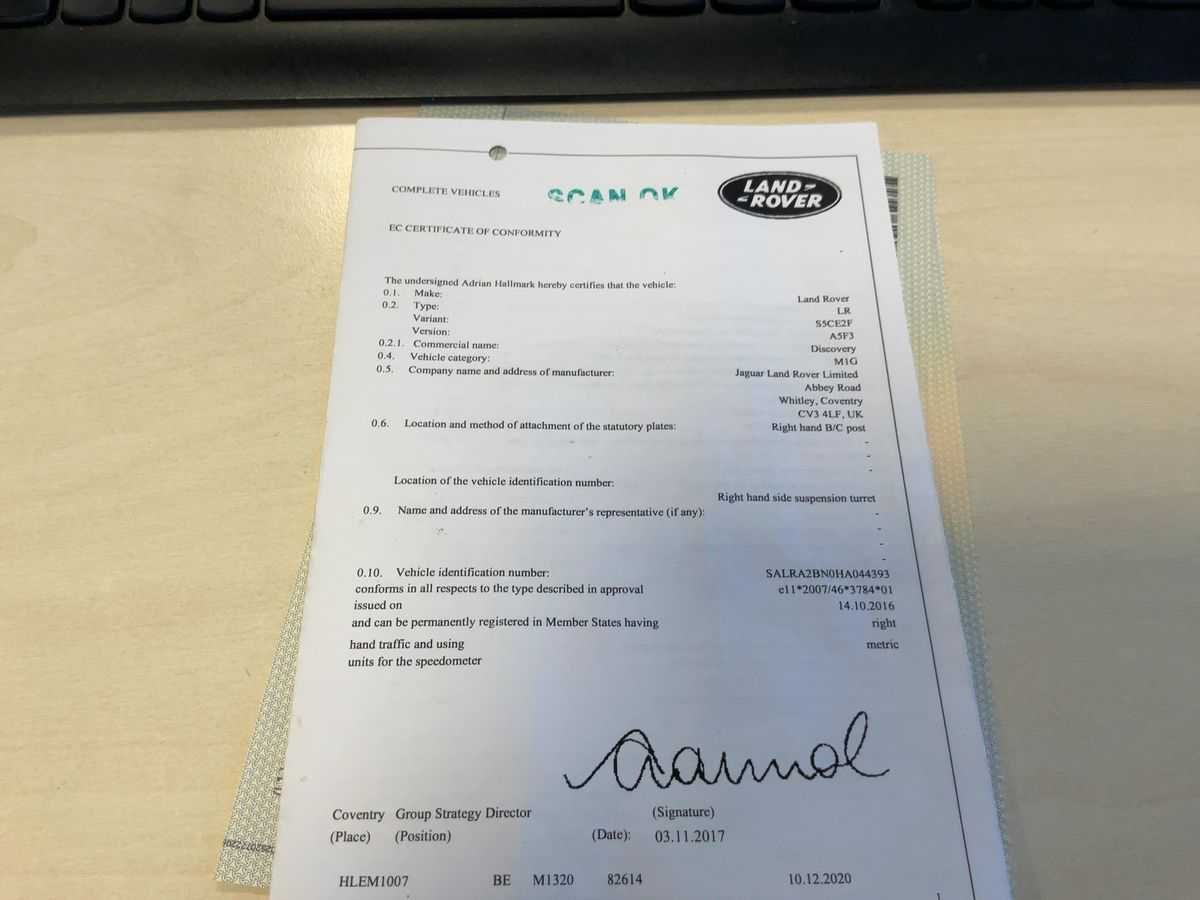 COMPLETE VEHICLES
SCAN OK
LAND-
-ROVER
EC CERTIFICATE OF CONFORMITY
The undersigned Adrian Hallmark hereby certifies that the vehicle:
0.1. Make: Land Rover
0.2. Type: LR
Variant: S5CE2F
Version: A5F3
0.2.1. Commercial name: Discovery
0.4. Vehicle category: M1G
0.5. Company name and address of manufacturer: Jaguar Land Rover Limited
Abbey Road
Whitley, Coventry
CV3 4LF, UK
0.6. Location and method of attachment of the statutory plates: Right hand B/C post
-
-
-
Location of the vehicle identification number:
Right hand side suspension turret
0.9. Name and address of the manufacturer's representative (if any): -
-
-
-
0.10. Vehicle identification number: SALRA2BN0HA044393
conforms in all respects to the type described in approval e11*2007/46*3784*01
issued on 14.10.2016
and can be permanently registered in Member States having right
hand traffic and using metric
units for the speedometer
Coventry Group Strategy Director (Signature)
(Place) (Position) (Date): 03.11.2017
HLEM1007 BE M1320 82614 10.12.2020